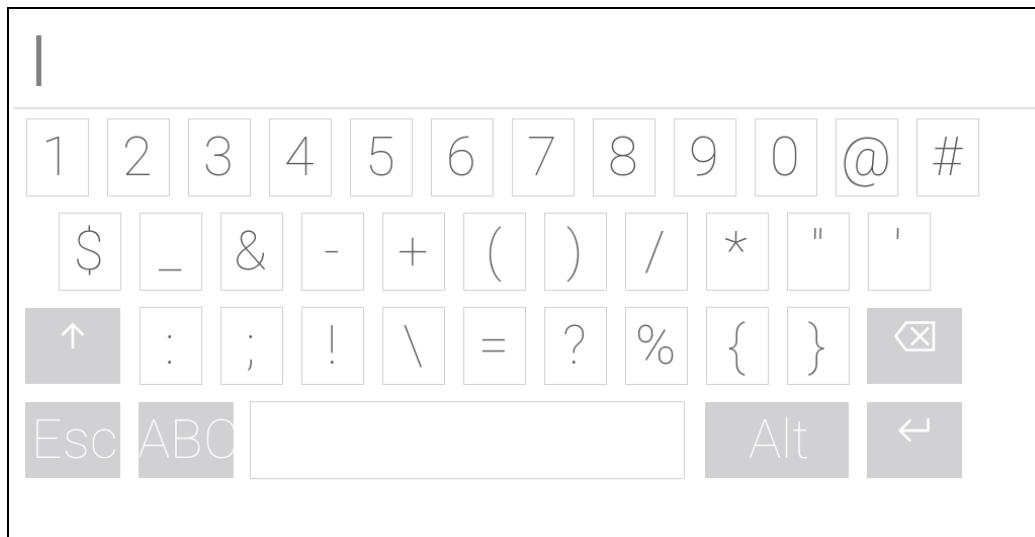 1 2 3 4 5 6 7 8 9 0 @ #
$ _ & - + ( ) / * " '
↑ : ; ! \ = ? % { }
Esc ABC Alt